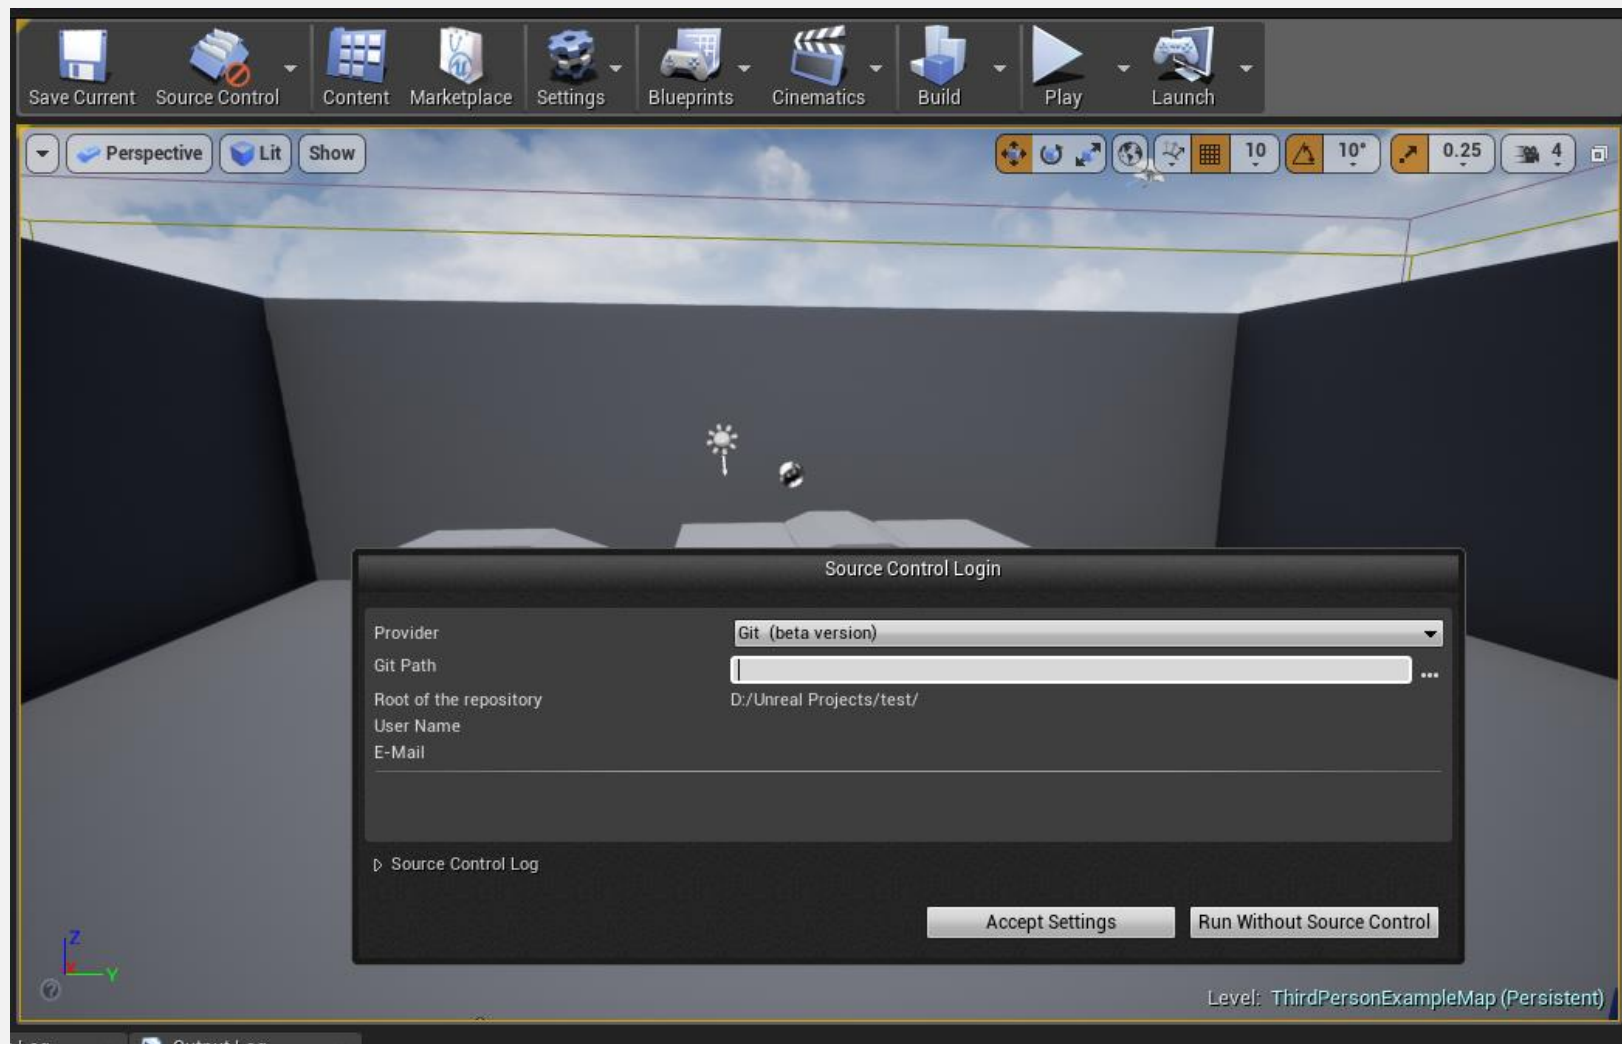 Save Current Source Control Content Marketplace Settings Blueprints Cinematics Build Play Launch
Perspective Lit Show 10 10° 0.25 4
Source Control Login
Provider Git (beta version)
Git Path ...
Root of the repository D:/Unreal Projects/test/
User Name
E-Mail
Source Control Log
Accept Settings Run Without Source Control
Z
X Y
Level: ThirdPersonExampleMap (Persistent)
Output Log